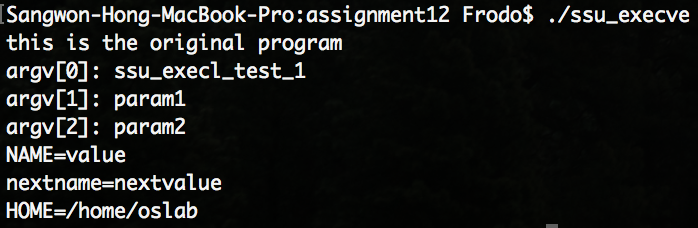 [Sangwon-Hong-MacBook-Pro:assignment12 Frodo$ ./ssu_execve
this is the original program
argv[0]: ssu_execl_test_1
argv[1]: param1
argv[2]: param2
NAME=value
nextname=nextvalue
HOME=/home/oslab